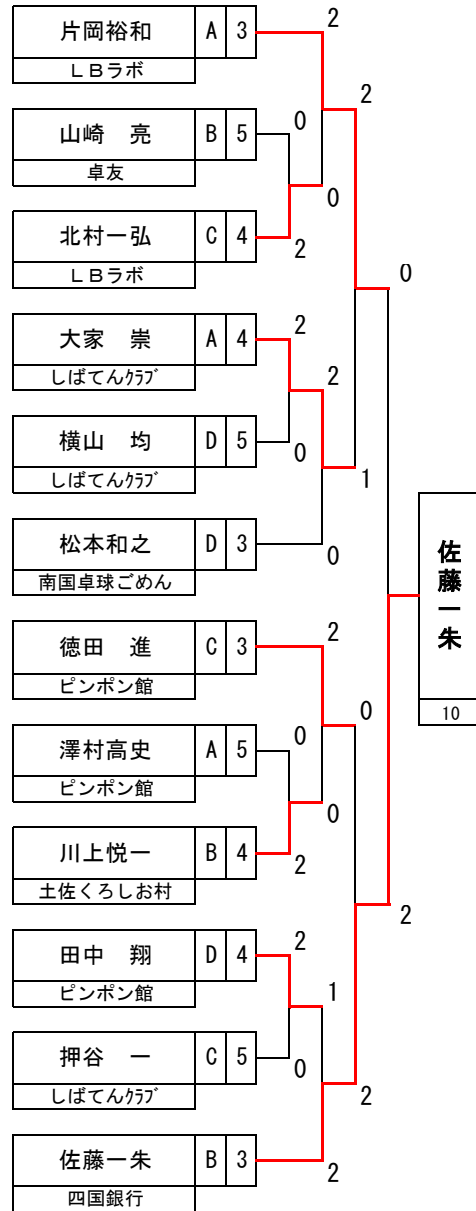 片岡裕和 A 3 2
ＬＢラボ
2
山崎　亮 B 5 0
卓友
0
北村一弘 C 4 2
ＬＢラボ
0
大家　崇 A 4 2
しばてんｸﾗﾌﾞ
2
横山　均 D 5 0
しばてんｸﾗﾌﾞ
1
松本和之 D 3 0
南国卓球ごめん
佐藤一朱
10
徳田　進 C 3 2
ピンポン館
0
澤村高史 A 5 0
ピンポン館
0
川上悦一 B 4 2
土佐くろしお村
2
田中　翔 D 4 2
ピンポン館
1
押谷　一 C 5 0
しばてんｸﾗﾌﾞ
2
佐藤一朱 B 3 2
四国銀行